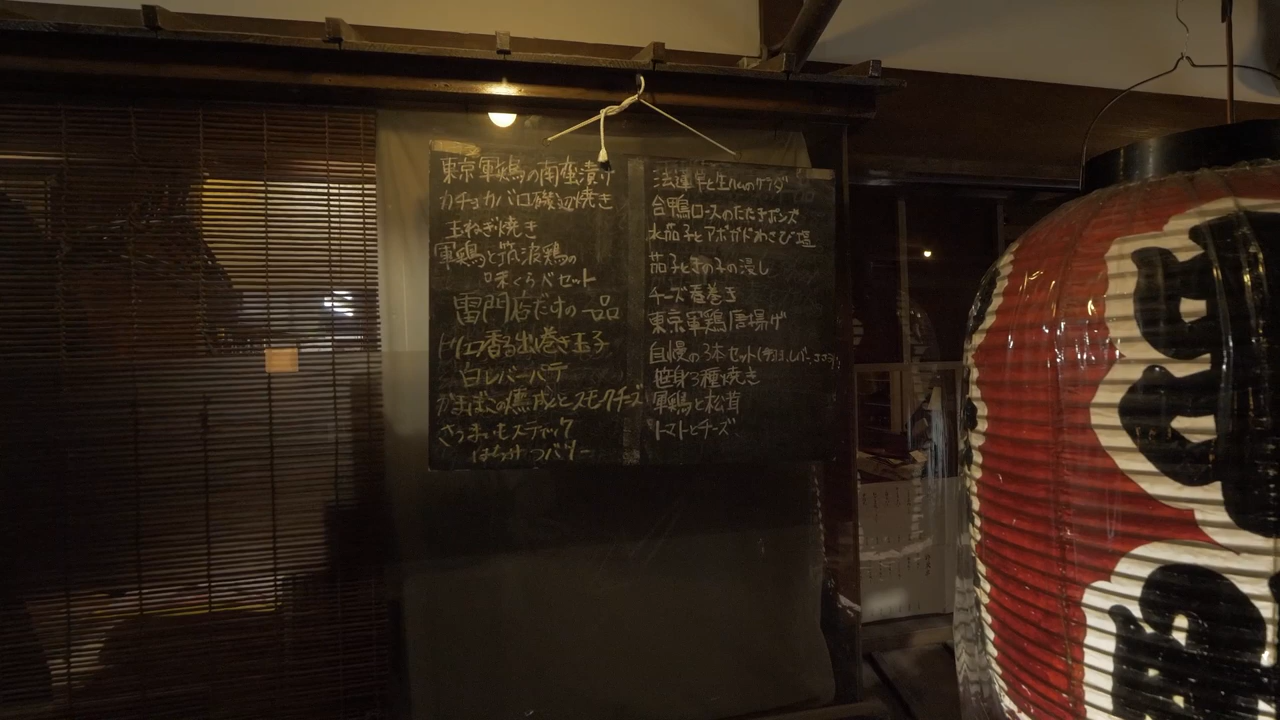 東京軍鶏の南蛮漬け
カチョカバロ磯辺焼き
玉ねぎ焼き
軍鶏と筑波鶏の
味くらべセット
雷門店だけの一品
トリュフ香る出し巻き玉子
白レバーパテ
かまぼこの燻成とスモークチーズ
さつまいもスティック
はちみつバター
法蓮草と生ハムのサラダ
合鴨ロースのたたきポンズ
水茄子とアボガドわさび塩
茄子ときの子の浸し
チーズ春巻き
東京軍鶏唐揚げ
自慢の3本セット
笹身3種焼き
軍鶏と松茸
トマトとチーズ